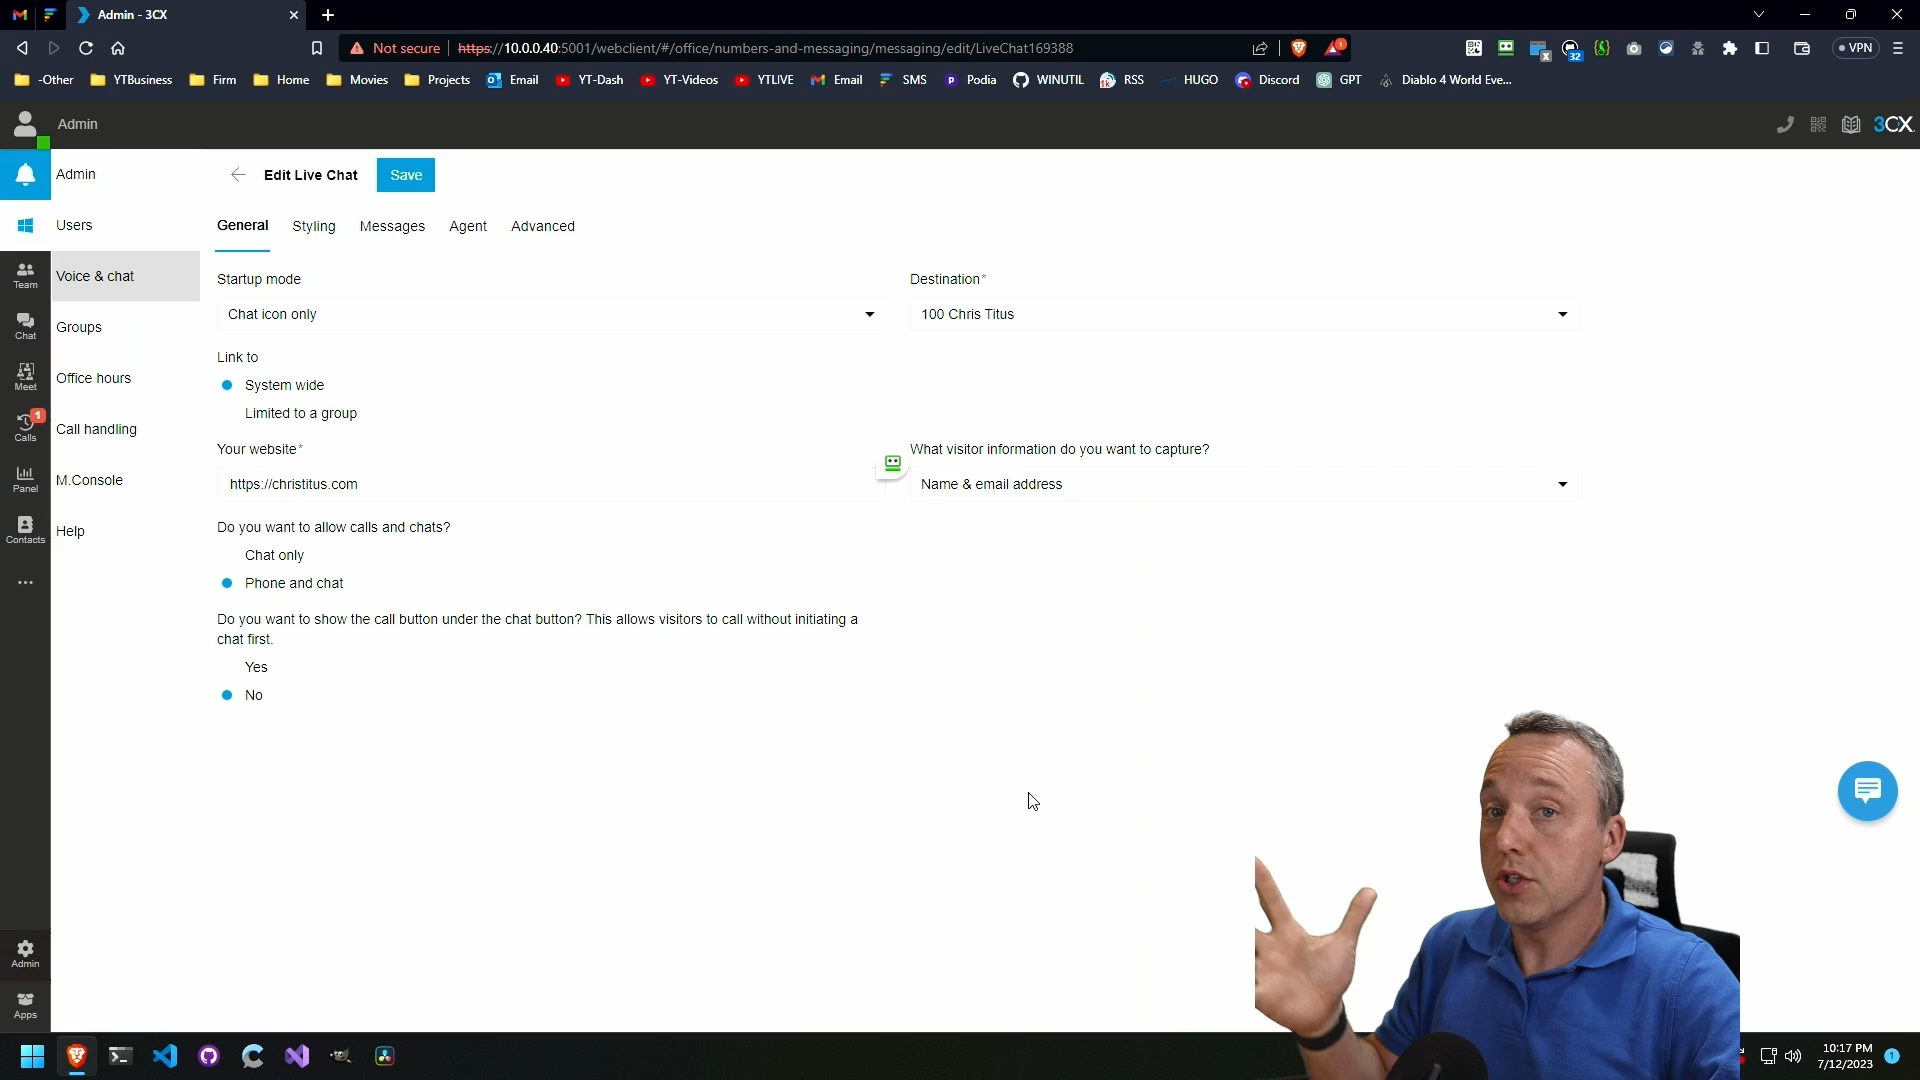 Admin - 3CX
Not secure
https://10.0.0.40:5001/webclient/#/office/numbers-and-messaging/messaging/edit/LiveChat169388
32
1
VPN
-Other
YTBusiness
Firm
Home
Movies
Projects
Email
YT-Dash
YT-Videos
YTLIVE
Email
SMS
Podia
WINUTIL
RSS
HUGO
Discord
GPT
Diablo 4 World Eve...
Admin
3CX
Admin
Users
Team
Voice & chat
Chat
Groups
Meet
Office hours
Calls
1
Call handling
Panel
M.Console
Contacts
Help
Admin
Apps
Edit Live Chat
Save
General
Styling
Messages
Agent
Advanced
Startup mode
Chat icon only
Destination*
100 Chris Titus
Link to
System wide
Limited to a group
Your website*
https://christitus.com
What visitor information do you want to capture?
Name & email address
Do you want to allow calls and chats?
Chat only
Phone and chat
Do you want to show the call button under the chat button? This allows visitors to call without initiating a
chat first.
Yes
No
10:17 PM
7/12/2023
1